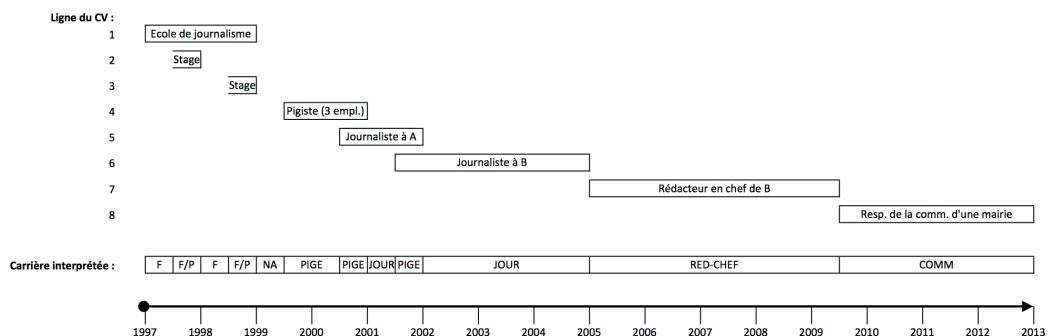 Ligne du CV :
1 Ecole de journalisme
2 Stage
3 Stage
4 Pigiste (3 empl.)
5 Journaliste à A
6 Journaliste à B
7 Rédacteur en chef de B
8 Resp. de la comm. d'une mairie
Carrière interprétée : F F/P F F/P NA PIGE PIGE JOUR PIGE JOUR RED-CHEF COMM
1997 1998 1999 2000 2001 2002 2003 2004 2005 2006 2007 2008 2009 2010 2011 2012 2013